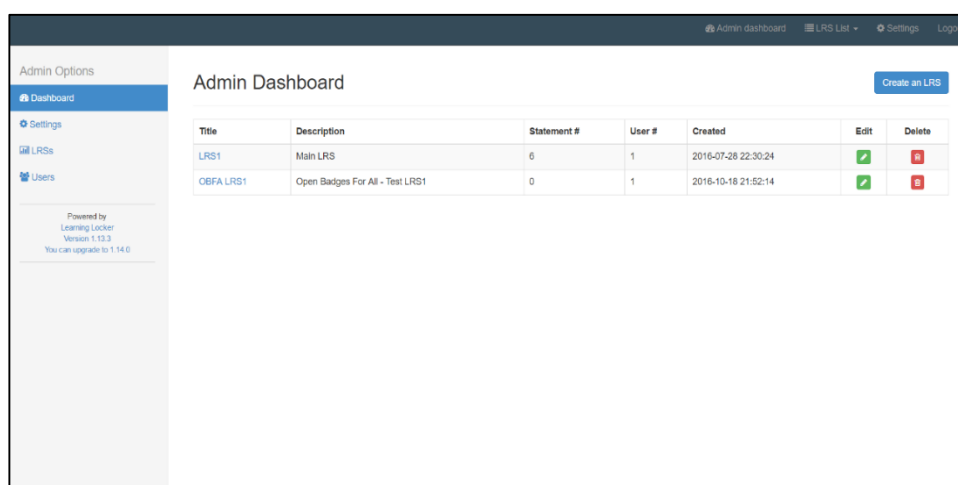 Admin dashboard LRS List Settings Logo
Admin Options
Dashboard
Settings
LRSs
Users
Powered by
Learning Locker
Version 1.13.3
You can upgrade to 1.14.0
Admin Dashboard
Create an LRS
Title Description Statement # User # Created Edit Delete
LRS1 Main LRS 6 1 2016-07-28 22:30:24
OBFA LRS1 Open Badges For All - Test LRS1 0 1 2016-10-18 21:52:14